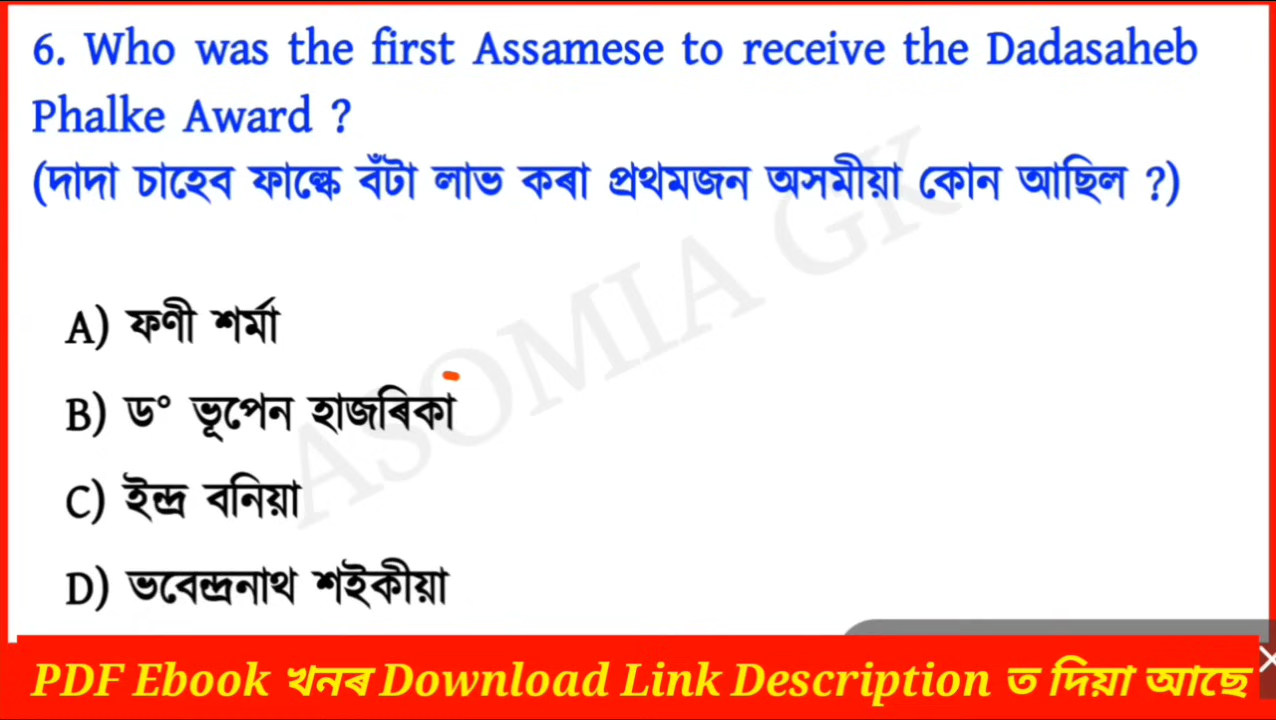 6. Who was the first Assamese to receive the Dadasaheb
Phalke Award ?
(দাদা চাহেব ফাল্কে বঁটা লাভ কৰা প্ৰথমজন অসমীয়া কোন আছিল ?)
A) ফণী শৰ্মা
B) ড° ভূপেন হাজৰিকা
C) ইন্দ্ৰ বনিয়া
D) ভবেন্দ্ৰনাথ শইকীয়া
ASOMIA GK
PDF Ebook খনৰ Download Link Description ত দিয়া আছে